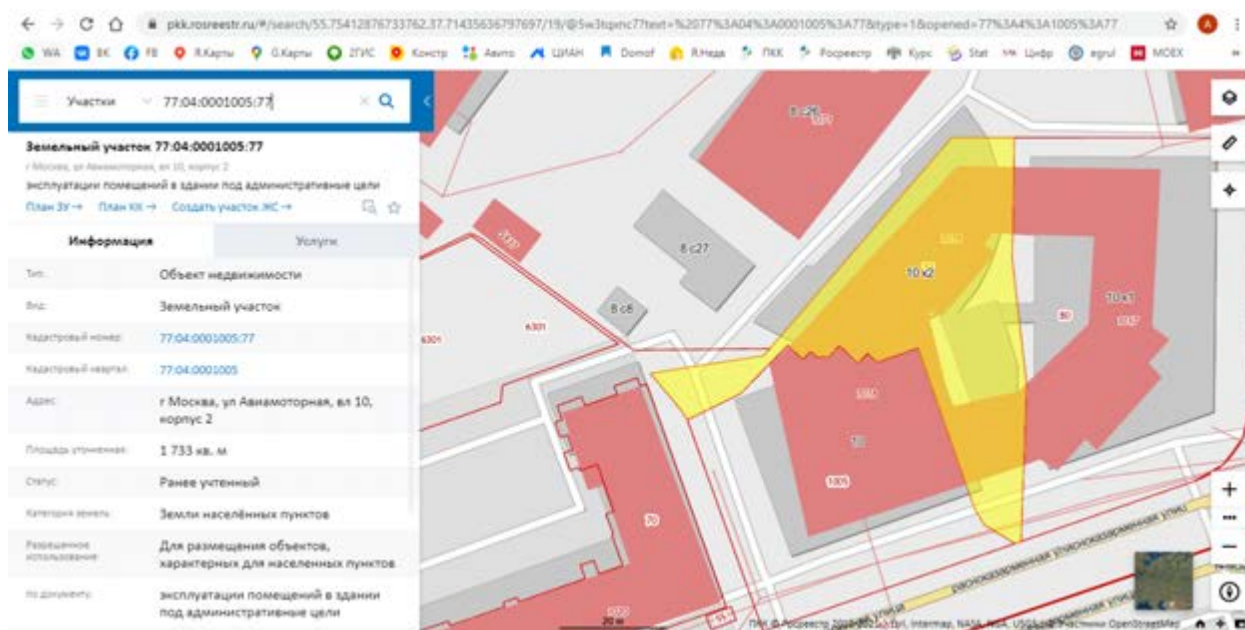 pkk.rosreestr.ru/#/search/55.75412876733762,37.71435636797697/19/@5w3tqxnc7?text=%2077%3A04%3A0001005%3A77&type=1&opened=77%3A4%3A1005%3A77
WA ВК FB Я.Карты G.Карты 2ГИС Констр Авито ЦИАН Domof Я.Недв ПКК Росреестр Курс Stat Цифр egrul MOEX
Участки 77:04:0001005:77
Земельный участок 77:04:0001005:77
г Москва, ул Авиамоторная, вл 10, корпус 2
эксплуатации помещений в здании под административные цели
План ЗУ → План КК → Создать участок ЖС →
Информация Услуги
Тип: Объект недвижимости
Вид: Земельный участок
Кадастровый номер: 77:04:0001005:77
Кадастровый квартал: 77:04:0001005
Адрес: г Москва, ул Авиамоторная, вл 10,
корпус 2
Площадь уточненная: 1 733 кв. м
Статус: Ранее учтенный
Категория земель: Земли населённых пунктов
Разрешенное использование: Для размещения объектов,
характерных для населенных пунктов
по документу: эксплуатации помещений в здании
под административные цели
8 с26
8 с27
8 с6
6301
6301
10 к2
10 к1
80
10
1005
70
20 м